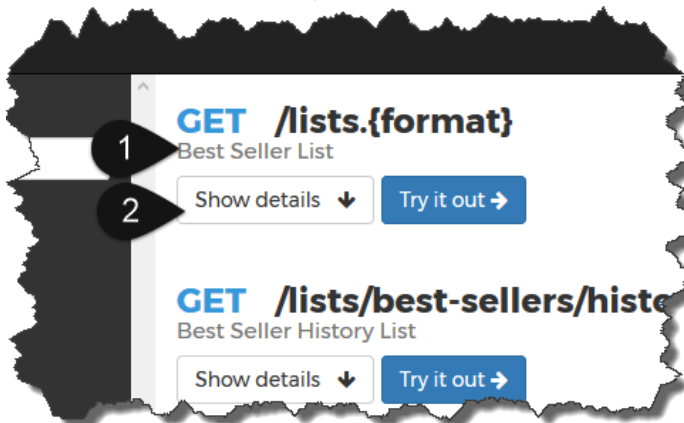 GET /lists.{format}
1
Best Seller List
2
Show details Try it out
GET /lists/best-sellers/histo
Best Seller History List
Show details Try it out